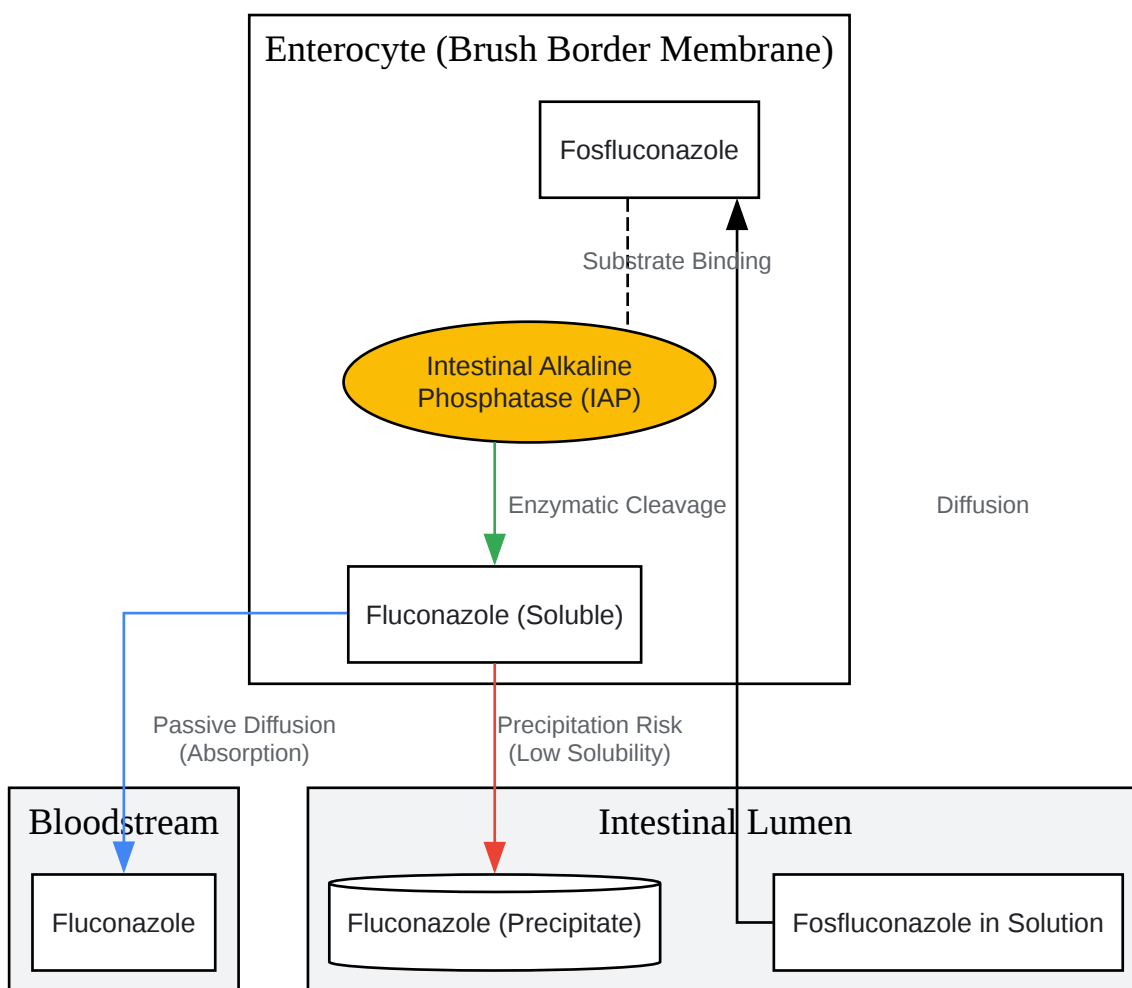 Enterocyte (Brush Border Membrane)
Fosfluconazole
Substrate Binding
Intestinal Alkaline
Phosphatase (IAP)
Enzymatic Cleavage
Diffusion
Fluconazole (Soluble)
Passive Diffusion
(Absorption)
Precipitation Risk
(Low Solubility)
Bloodstream
Intestinal Lumen
Fluconazole
Fluconazole (Precipitate)
Fosfluconazole in Solution